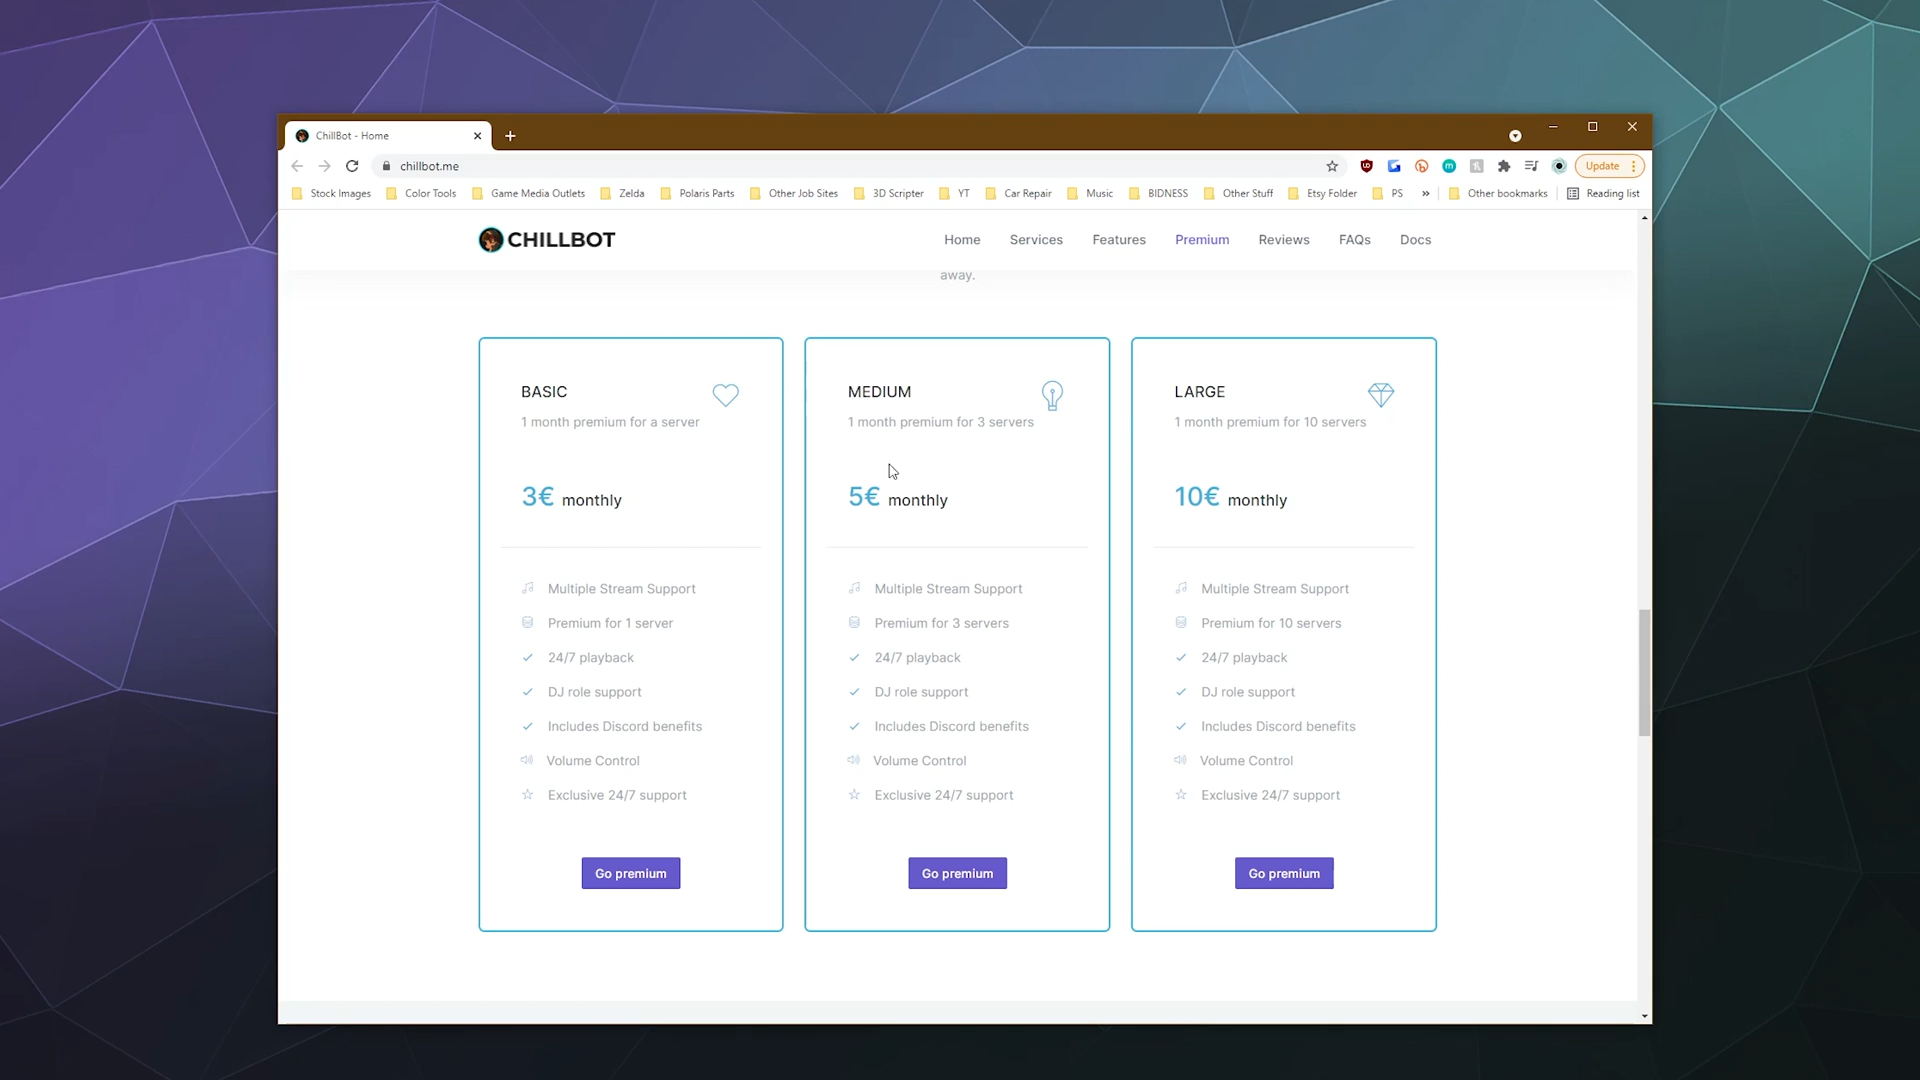 ChillBot - Home
chillbot.me
Update
Stock Images
Color Tools
Game Media Outlets
Zelda
Polaris Parts
Other Job Sites
3D Scripter
YT
Car Repair
Music
BIDNESS
Other Stuff
Etsy Folder
PS
»
Other bookmarks
Reading list
CHILLBOT
Home
Services
Features
Premium
Reviews
FAQs
Docs
away.
BASIC
1 month premium for a server
3€ monthly
Multiple Stream Support
Premium for 1 server
24/7 playback
DJ role support
Includes Discord benefits
Volume Control
Exclusive 24/7 support
Go premium
MEDIUM
1 month premium for 3 servers
5€ monthly
Multiple Stream Support
Premium for 3 servers
24/7 playback
DJ role support
Includes Discord benefits
Volume Control
Exclusive 24/7 support
Go premium
LARGE
1 month premium for 10 servers
10€ monthly
Multiple Stream Support
Premium for 10 servers
24/7 playback
DJ role support
Includes Discord benefits
Volume Control
Exclusive 24/7 support
Go premium